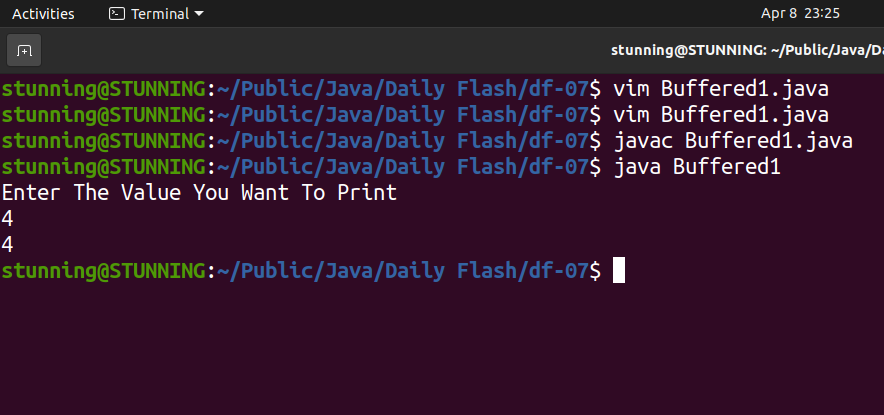 Activities Terminal Apr 8 23:25
stunning@STUNNING: ~/Public/Java/Da
stunning@STUNNING:~/Public/Java/Daily Flash/df-07$ vim Buffered1.java
stunning@STUNNING:~/Public/Java/Daily Flash/df-07$ vim Buffered1.java
stunning@STUNNING:~/Public/Java/Daily Flash/df-07$ javac Buffered1.java
stunning@STUNNING:~/Public/Java/Daily Flash/df-07$ java Buffered1
Enter The Value You Want To Print
4
4
stunning@STUNNING:~/Public/Java/Daily Flash/df-07$